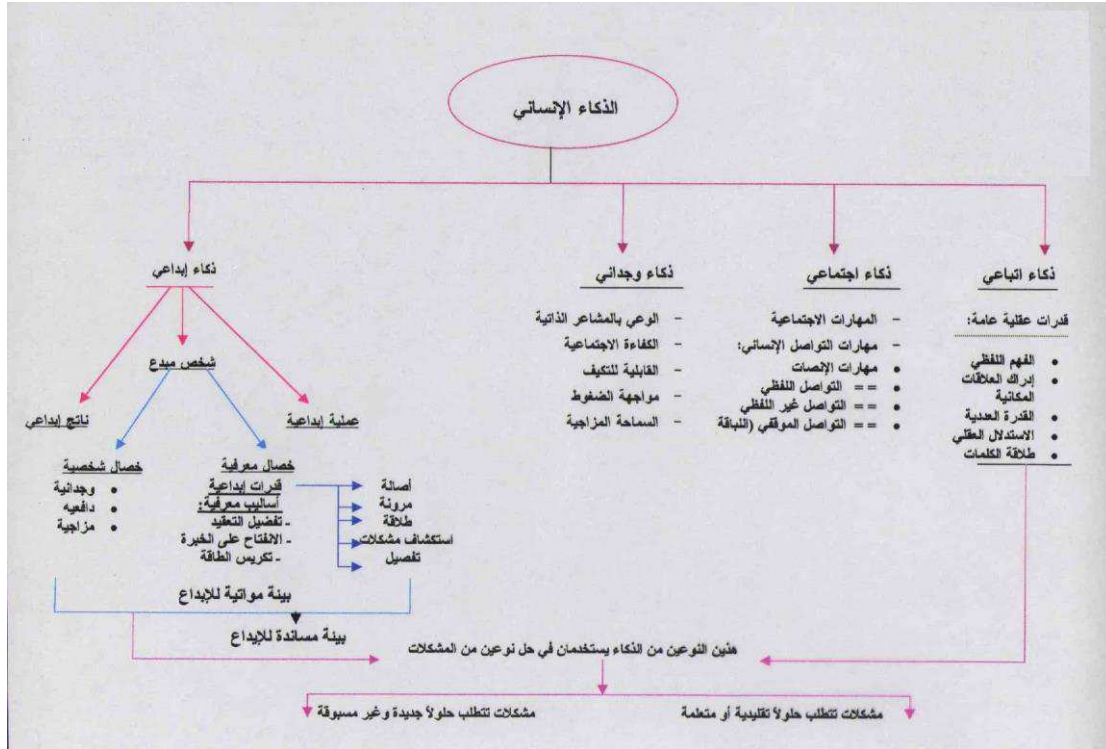 الذكاء الإنساني
ذكاء اتباعي
قدرات عقلية عامة:
• الفهم اللفظي
• إدراك العلاقات
المكانية
• القدرة العددية
• الاستدلال العقلي
• طلاقة الكلمات
ذكاء اجتماعي
- المهارات الاجتماعية
- مهارات التواصل الإنساني:
• مهارات الإنصات
• == التواصل اللفظي
• == التواصل غير اللفظي
• == التواصل الموقفي (اللباقة
ذكاء وجداني
- الوعي بالمشاعر الذاتية
- الكفاءة الاجتماعية
- القابلية للتكيف
- مواجهة الضغوط
- السماحة المزاجية
ذكاء إبداعي
شخص مبدع
عملية إبداعية
ناتج إبداعي
خصال معرفية
قدرات إبداعية
أساليب معرفية:
- تفضيل التعقيد
- الانفتاح على الخبرة
- تكريس الطاقة
أصالة
مرونة
طلاقة
استكشاف مشكلات
تفصيل
خصال شخصية
• وجدانية
• دافعيه
• مزاجية
بيئة مواتية للإبداع
بيئة مساندة للإبداع
هذين النوعين من الذكاء يستخدمان في حل نوعين من المشكلات
مشكلات تتطلب حلولاً تقليدية أو متعلمة
مشكلات تتطلب حلولاً جديدة وغير مسبوقة